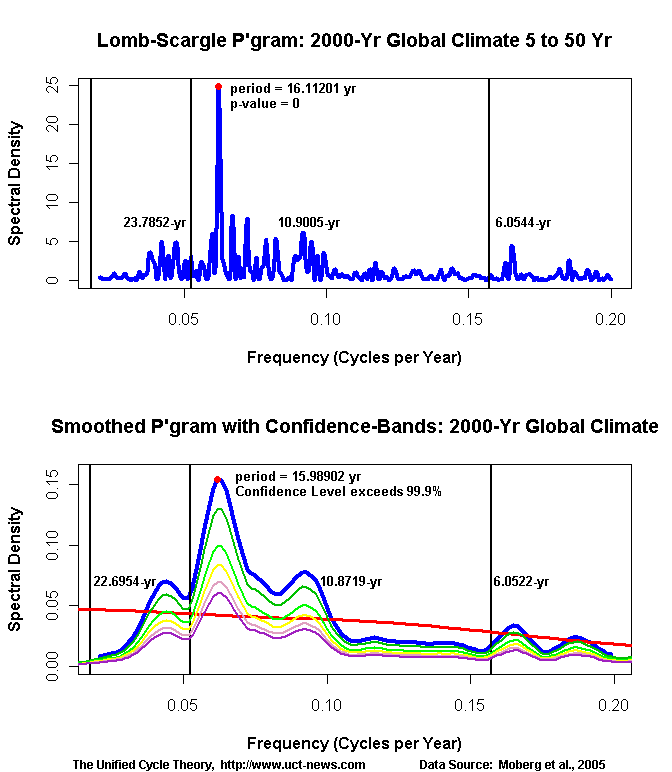 Lomb-Scargle P'gram: 2000-Yr Global Climate 5 to 50 Yr
period = 16.11201 yr
p-value = 0
23.7852-yr
10.9005-yr
6.0544-yr
Spectral Density
25
20
15
10
5
0
0.05
0.10
0.15
0.20
Frequency (Cycles per Year)
Smoothed P'gram with Confidence-Bands: 2000-Yr Global Climate
period = 15.98902 yr
Confidence Level exceeds 99.9%
22.6954-yr
10.8719-yr
6.0522-yr
Spectral Density
0.15
0.10
0.05
0.00
0.05
0.10
0.15
0.20
Frequency (Cycles per Year)
The Unified Cycle Theory, http://www.uct-news.com
Data Source: Moberg et al., 2005